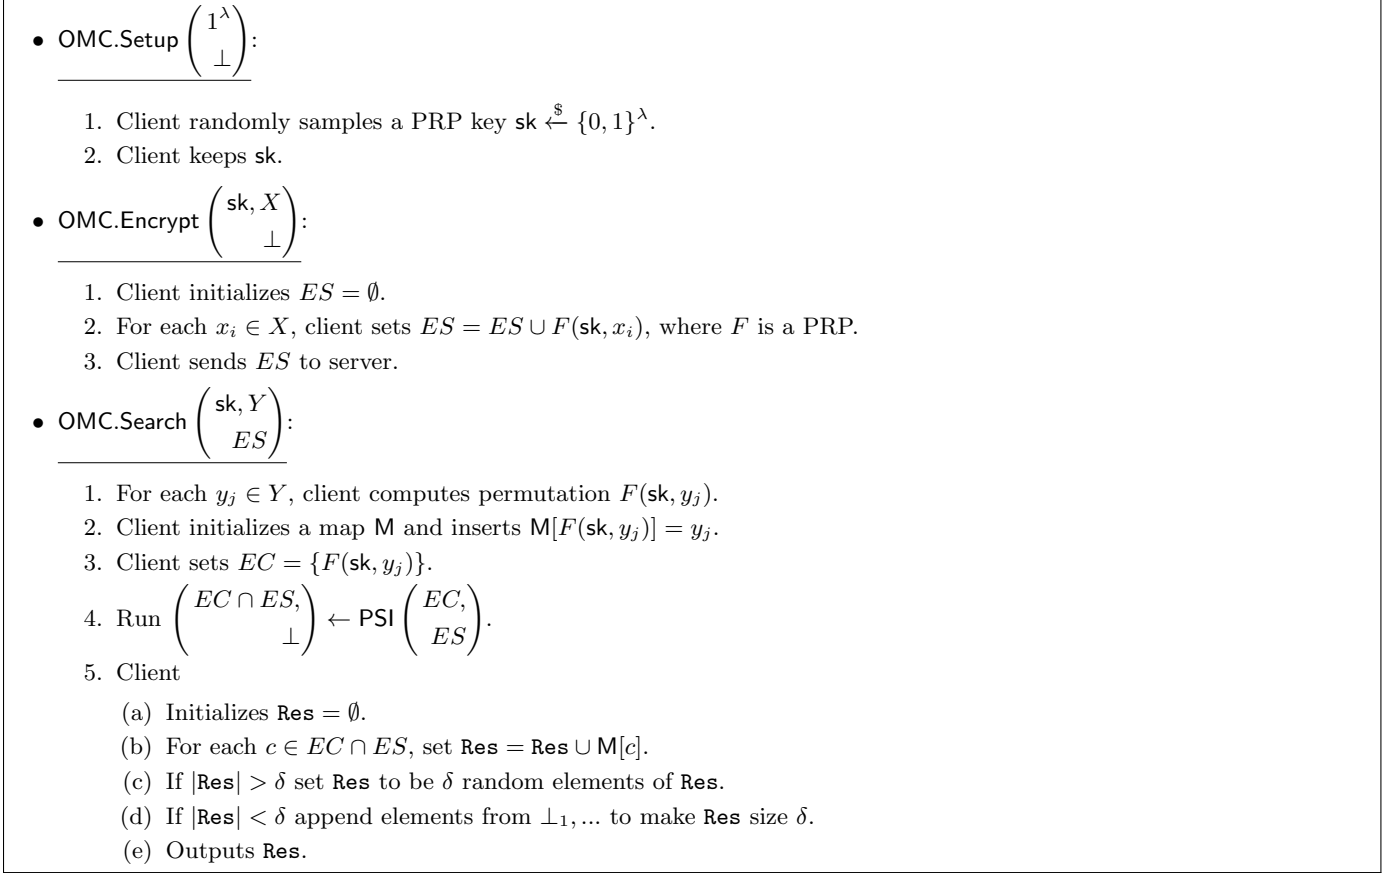 • OMC.Setup ( 1^λ ⊥ ):
1. Client randomly samples a PRP key sk ←$ {0, 1}^λ.
2. Client keeps sk.
• OMC.Encrypt ( sk, X ⊥ ):
1. Client initializes ES = ∅.
2. For each x_i ∈ X, client sets ES = ES ∪ F(sk, x_i), where F is a PRP.
3. Client sends ES to server.
• OMC.Search ( sk, Y ES ):
1. For each y_j ∈ Y, client computes permutation F(sk, y_j).
2. Client initializes a map M and inserts M[F(sk, y_j)] = y_j.
3. Client sets EC = {F(sk, y_j)}.
4. Run ( EC ∩ ES, ⊥ ) ← PSI ( EC, ES ).
5. Client
(a) Initializes Res = ∅.
(b) For each c ∈ EC ∩ ES, set Res = Res ∪ M[c].
(c) If |Res| > δ set Res to be δ random elements of Res.
(d) If |Res| < δ append elements from ⊥_1, ... to make Res size δ.
(e) Outputs Res.